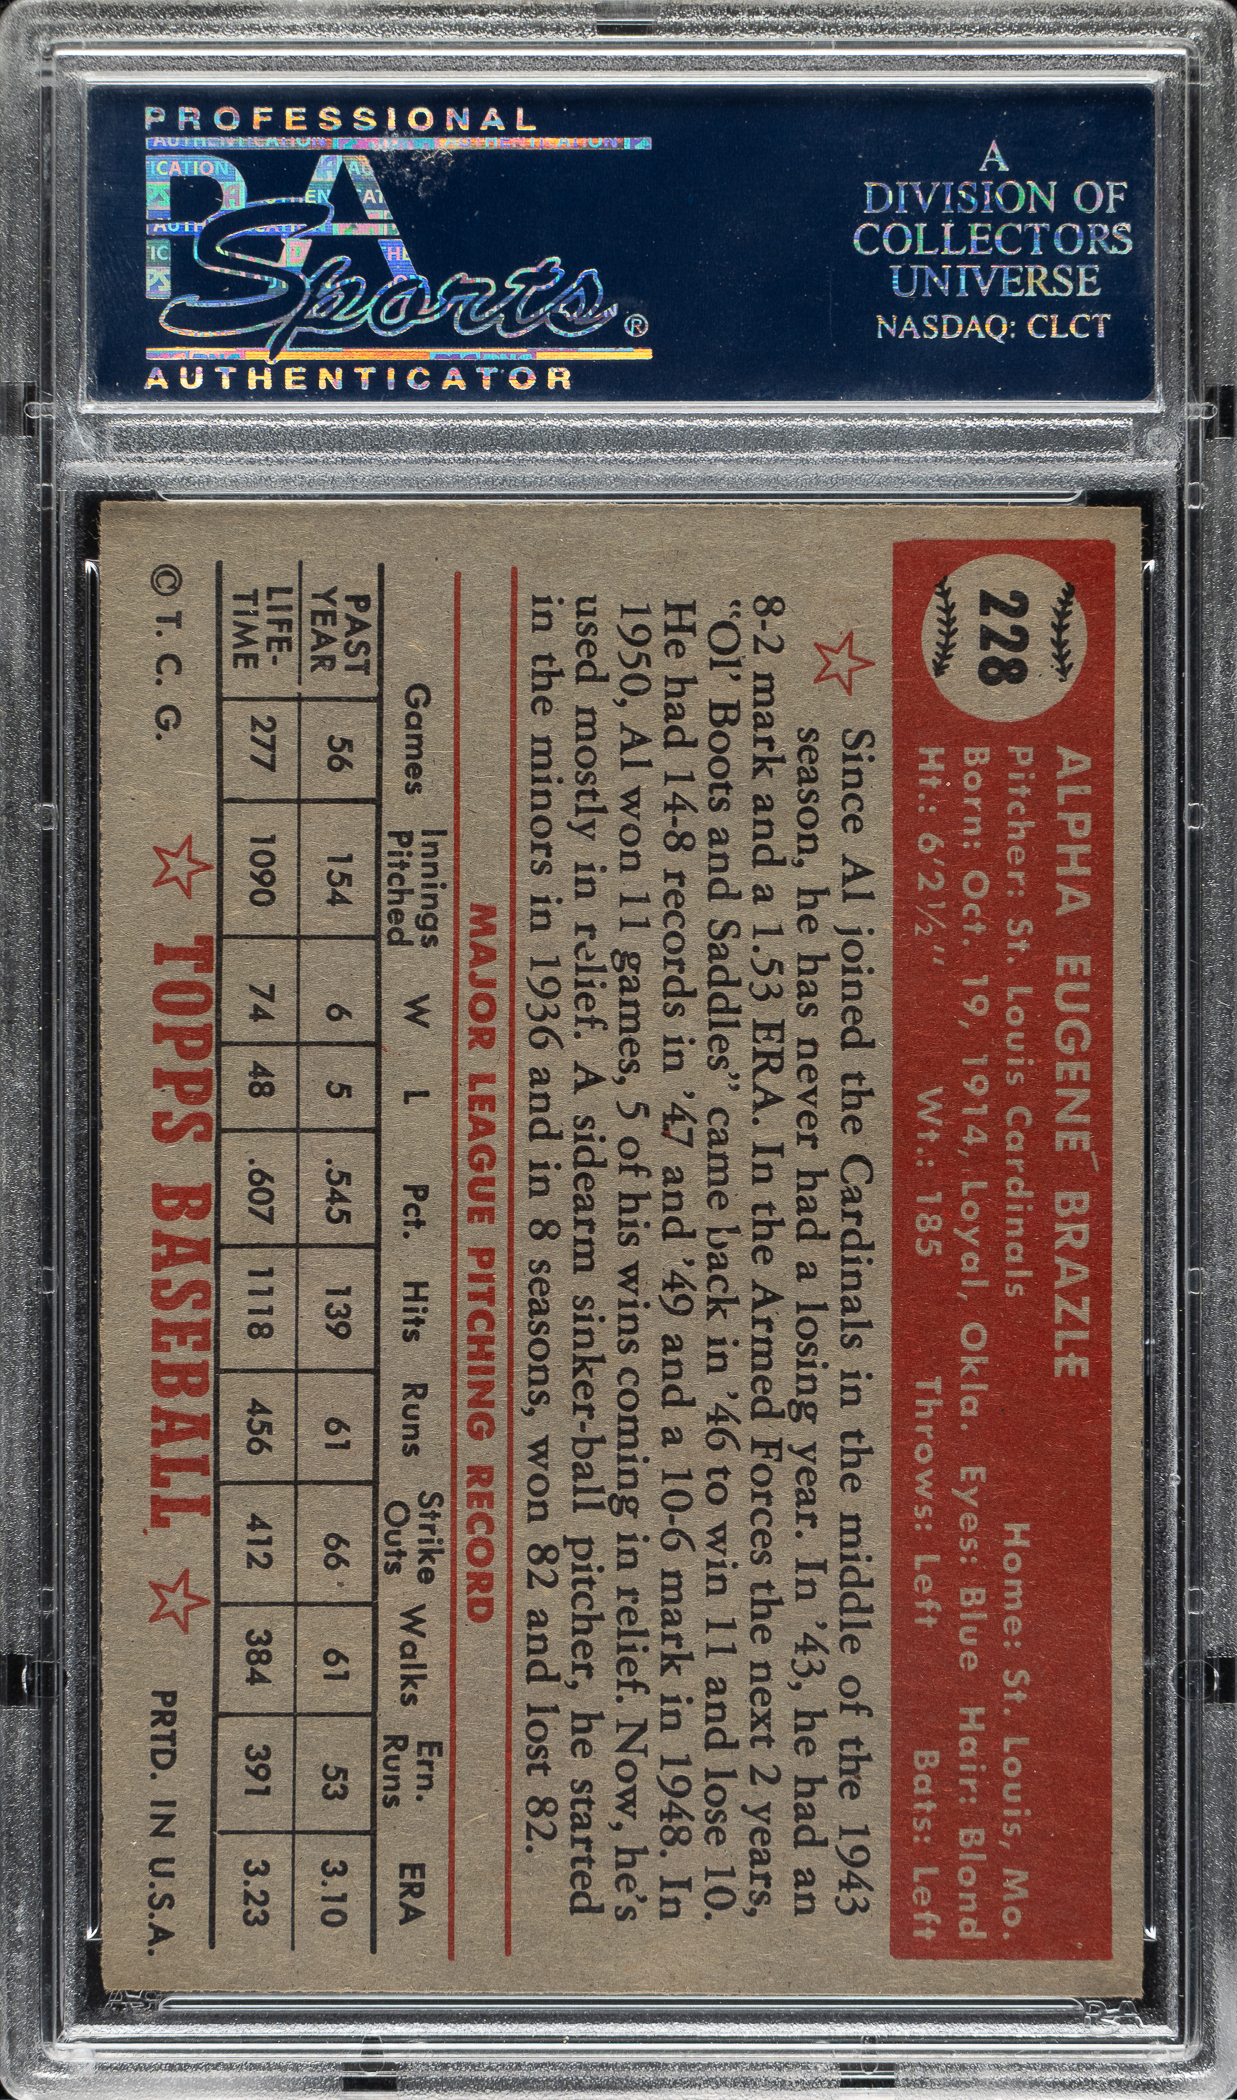 PROFESSIONAL
PSA
Sports®
AUTHENTICATOR
A
DIVISION OF
COLLECTORS
UNIVERSE
NASDAQ: CLCT
228
ALPHA EUGENE BRAZLE
Pitcher: St. Louis Cardinals Home: St. Louis, Mo.
Born: Oct. 19, 1914, Loyal, Okla. Eyes: Blue Hair: Blond
Ht.: 6'2½" Wt.: 185 Throws: Left Bats: Left
Since Al joined the Cardinals in the middle of the 1943
season, he has never had a losing year. In '43, he had an
8-2 mark and a 1.53 ERA. In the Armed Forces the next 2 years,
"Ol' Boots and Saddles" came back in '46 to win 11 and lose 10.
He had 14-8 records in '47 and '49 and a 10-6 mark in 1948. In
1950, Al won 11 games, 5 of his wins coming in relief. Now, he's
used mostly in relief. A sidearm sinker-ball pitcher, he started
in the minors in 1936 and in 8 seasons, won 82 and lost 82.
MAJOR LEAGUE PITCHING RECORD
Games Innings Pitched W L Pct. Hits Runs Strike Outs Walks Ern. Runs ERA
PAST YEAR 56 154 6 5 .545 139 61 66 61 53 3.10
LIFE-TIME 277 1090 74 48 .607 1118 456 412 384 391 3.23
© T. C. G. TOPPS BASEBALL PRTD. IN U.S.A.